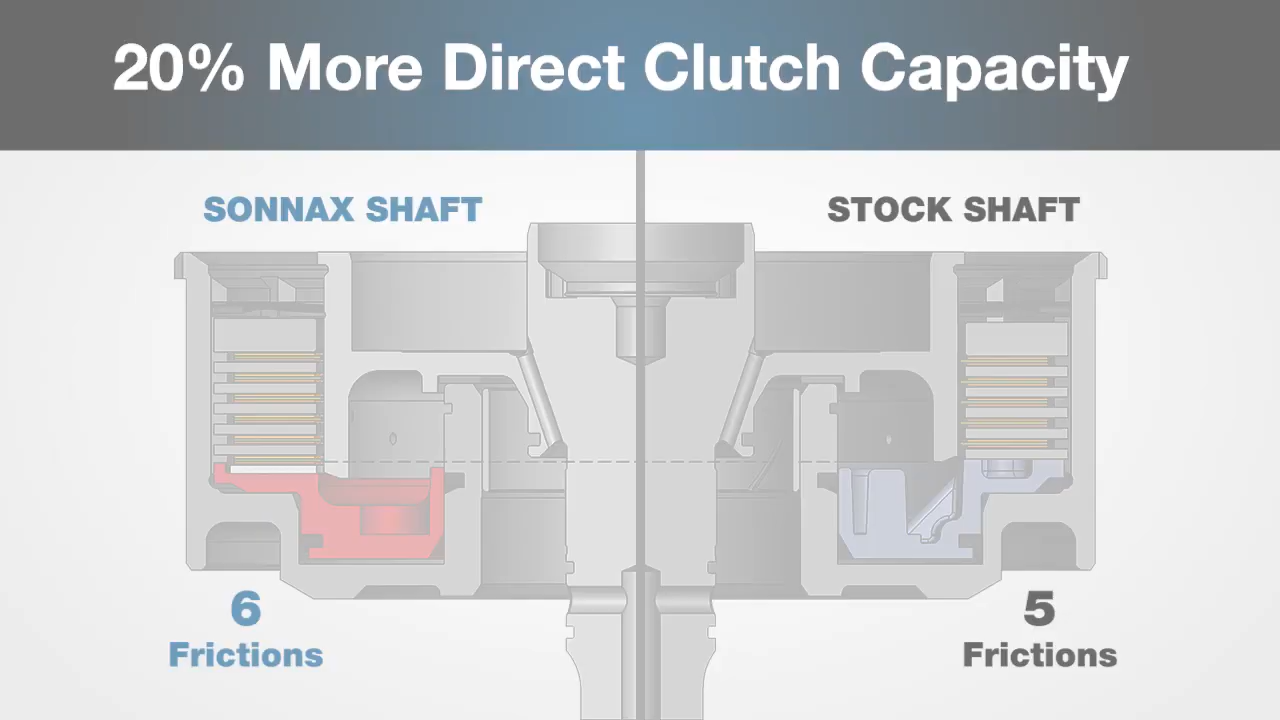 20% More Direct Clutch Capacity
SONNAX SHAFT
STOCK SHAFT
6
Frictions
5
Frictions